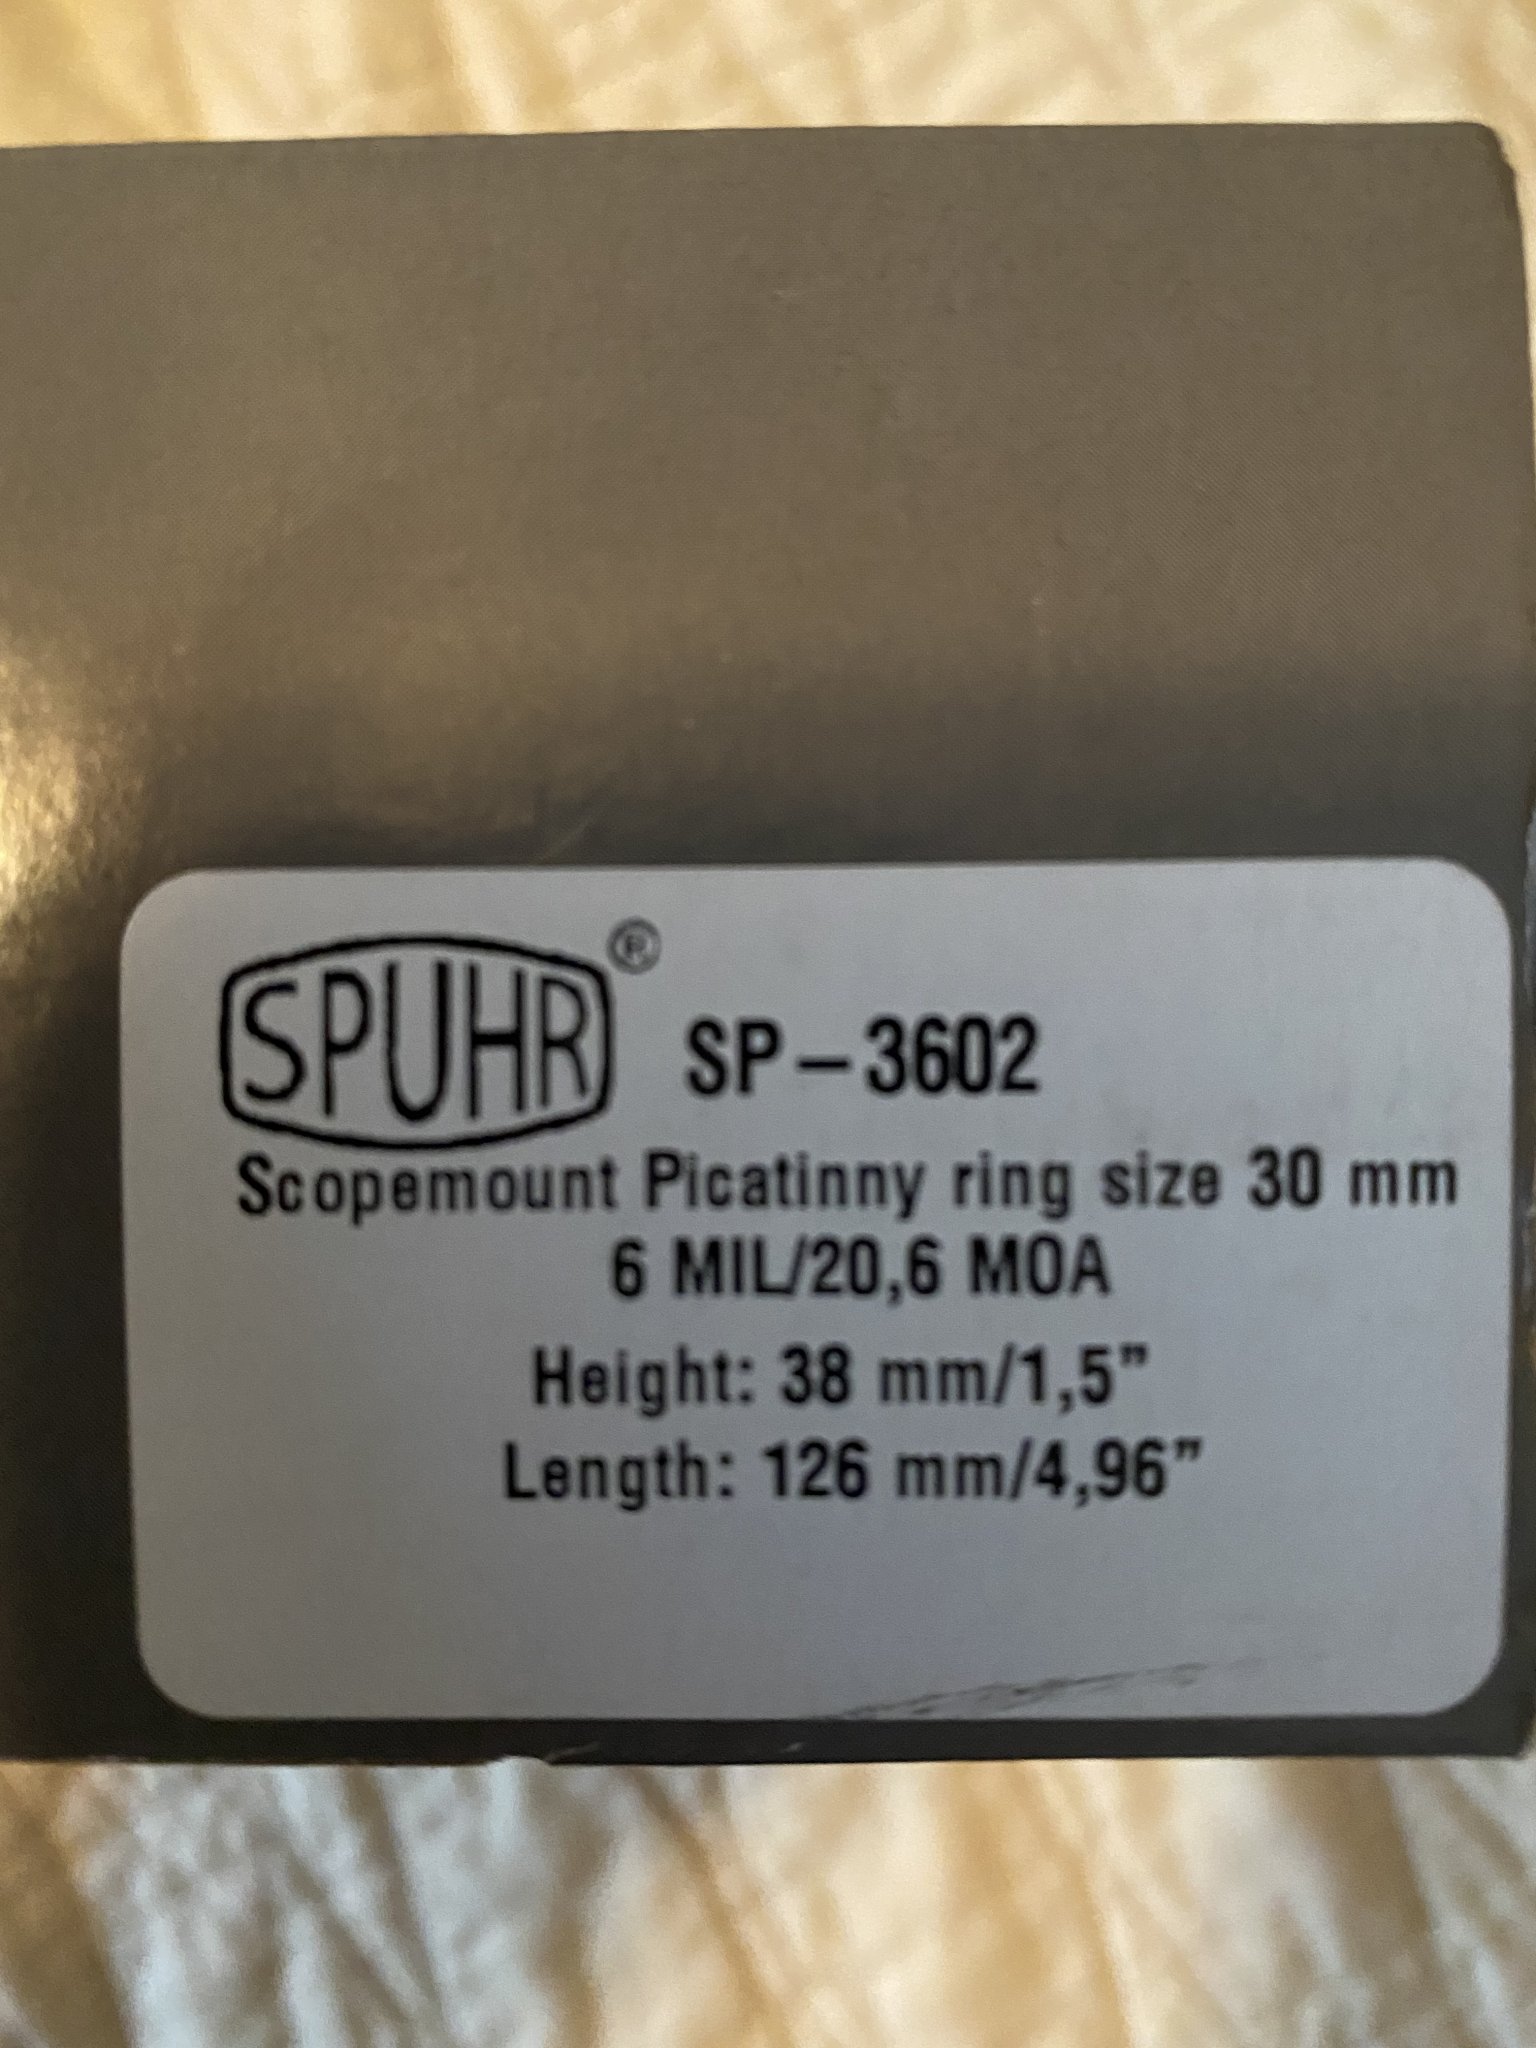 SPUHR® SP-3602
Scopemount Picatinny ring size 30 mm
6 MIL/20,6 MOA
Height: 38 mm/1,5”
Length: 126 mm/4,96”